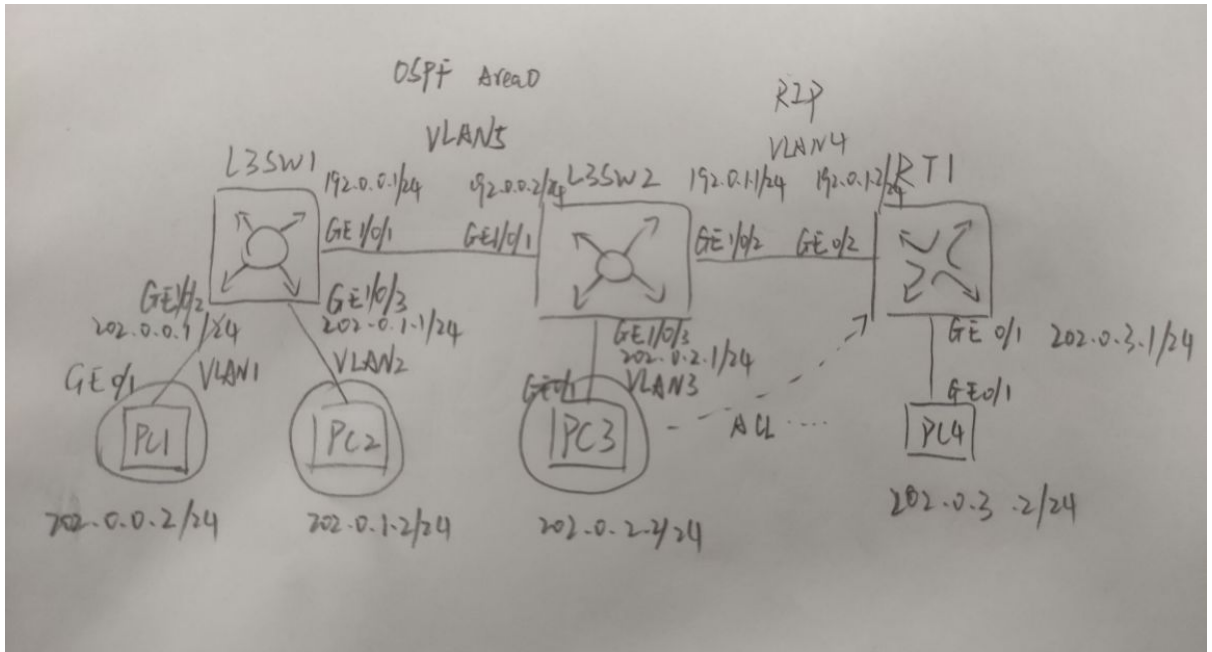 OSPF Area0
RIP
VLAN5
VLAN4
L3SW1
L3SW2
RT1
192.0.0.1/24
192.0.0.2/24
192.0.1.1/24
192.0.1.2/24
GE1/0/1
GE1/0/1
GE1/0/2
GE0/2
GE1/0/2
GE1/0/3
202.0.0.1/24
202.0.1.1/24
GE1/0/3
202.0.2.1/24
GE0/1
202.0.3.1/24
GE0/1
VLAN1
VLAN2
GE0/1
VLAN3
GE0/1
PC1
PC2
PC3
ACL
PC4
202.0.0.2/24
202.0.1.2/24
202.0.2.2/24
202.0.3.2/24